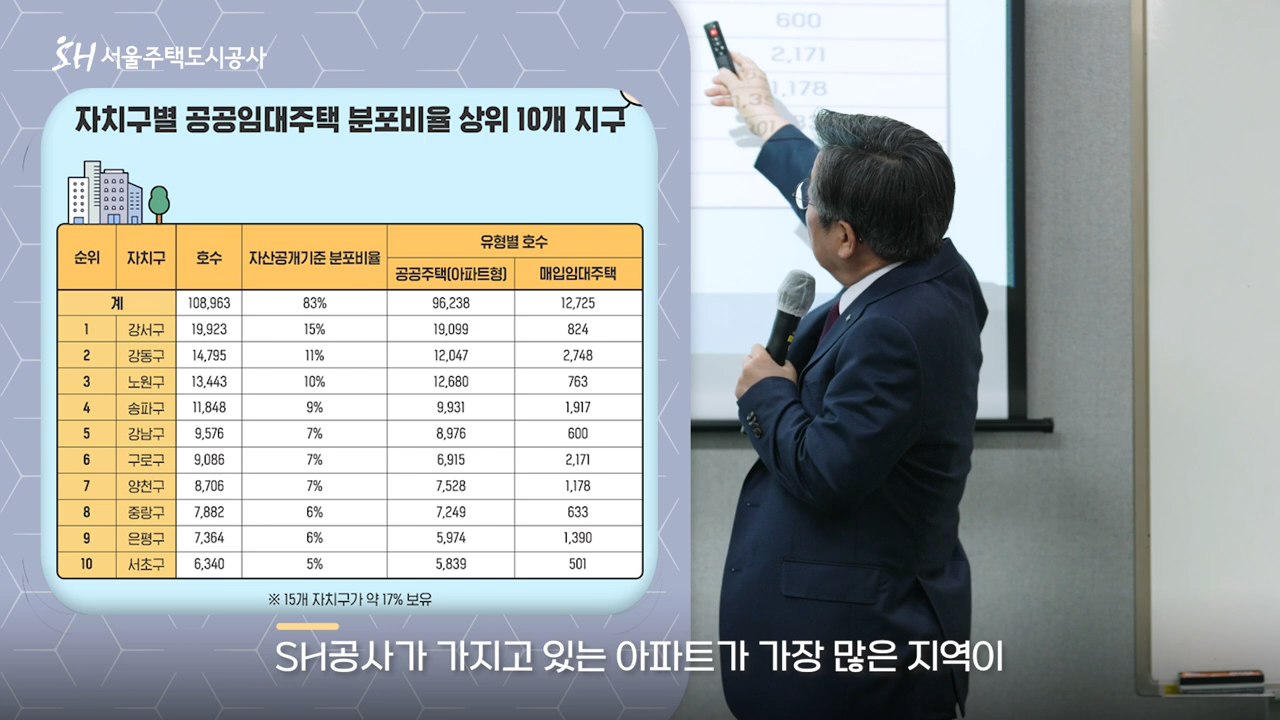 SH 서울주택도시공사
자치구별 공공임대주택 분포비율 상위 10개 지구
순위 자치구 호수 자산공개기준 분포비율 유형별 호수
공공주택(아파트형) 매입임대주택
계 108,963 83% 96,238 12,725
1 강서구 19,923 15% 19,099 824
2 강동구 14,795 11% 12,047 2,748
3 노원구 13,443 10% 12,680 763
4 송파구 11,848 9% 9,931 1,917
5 강남구 9,576 7% 8,976 600
6 구로구 9,086 7% 6,915 2,171
7 양천구 8,706 7% 7,528 1,178
8 중랑구 7,882 6% 7,249 633
9 은평구 7,364 6% 5,974 1,390
10 서초구 6,340 5% 5,839 501
※ 15개 자치구가 약 17% 보유
600
2,171
1,178
SH공사가 가지고 있는 아파트가 가장 많은 지역이